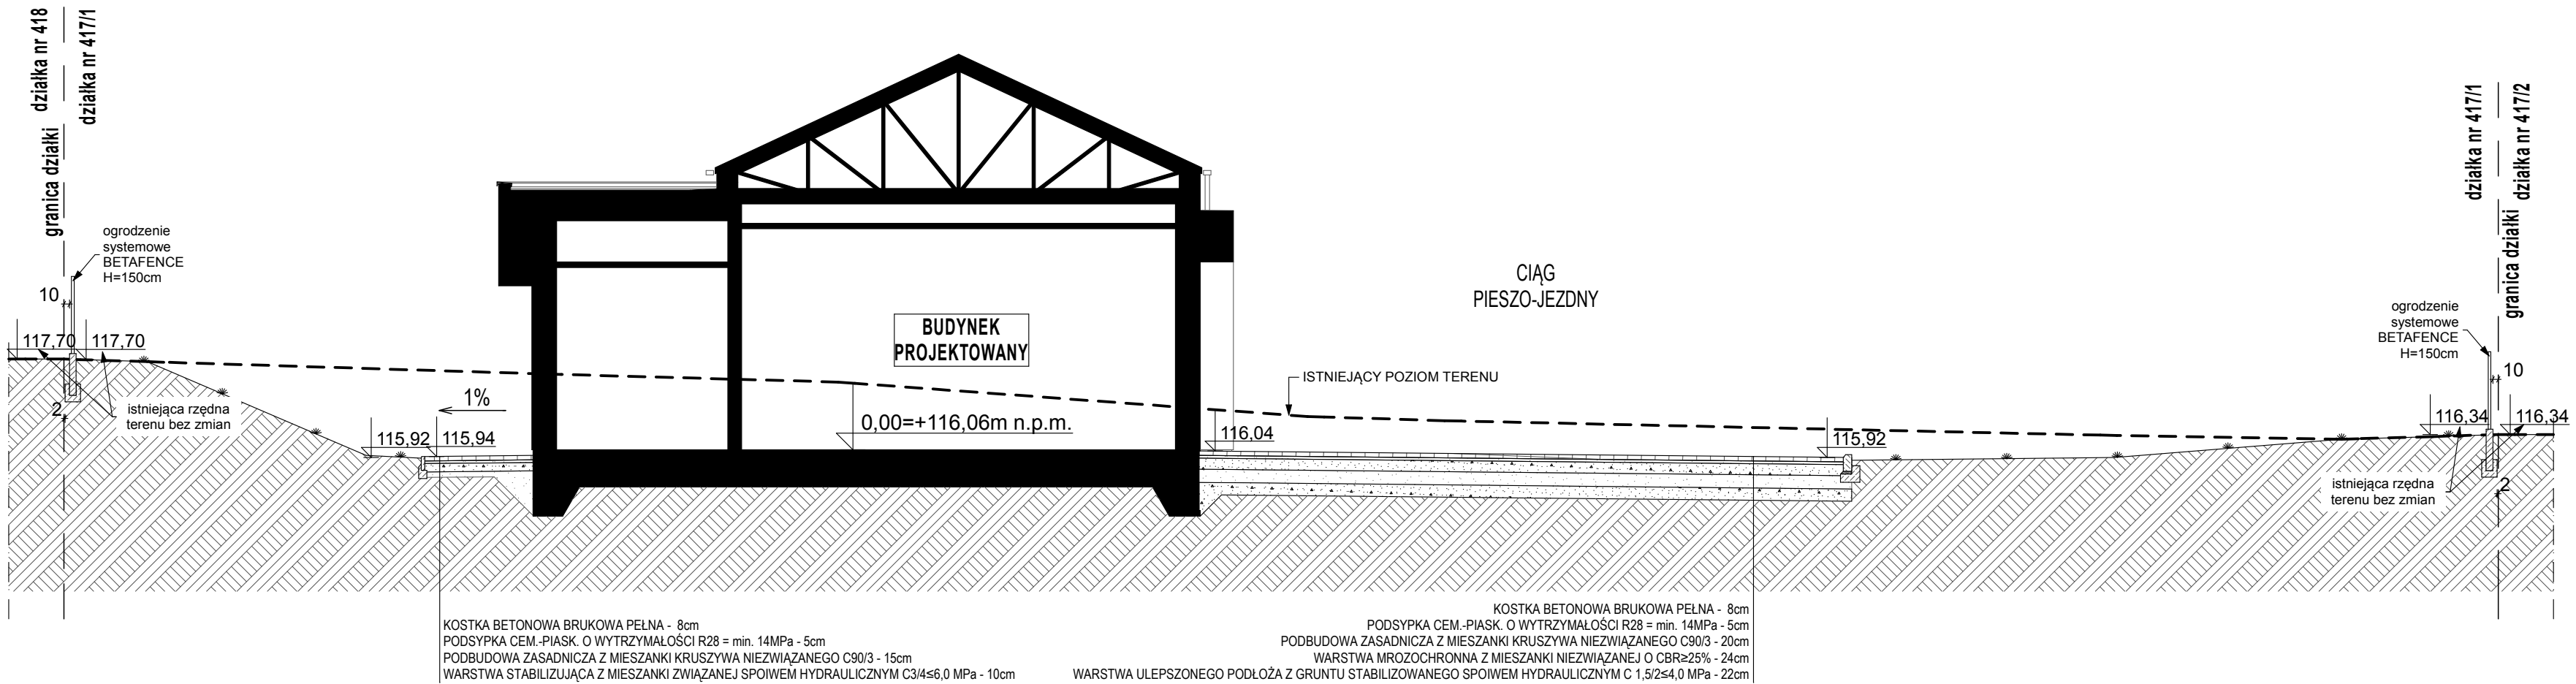 działka nr 418
działka nr 417/1
granica działki
ogrodzenie
systemowe
BETAFENCE
H=150cm
10
117,70
117,70
2
istniejąca rzędna
terenu bez zmian
1%
115,92
115,94
BUDYNEK
PROJEKTOWANY
0,00=+116,06m n.p.m.
116,04
ISTNIEJĄCY POZIOM TERENU
CIĄG
PIESZO-JEZDNY
115,92
działka nr 417/1
działka nr 417/2
granica działki
ogrodzenie
systemowe
BETAFENCE
H=150cm
10
116,34
116,34
2
istniejąca rzędna
terenu bez zmian
KOSTKA BETONOWA BRUKOWA PEŁNA - 8cm
PODSYPKA CEM.-PIASK. O WYTRZYMAŁOŚCI R28 = min. 14MPa - 5cm
PODBUDOWA ZASADNICZA Z MIESZANKI KRUSZYWA NIEZWIĄZANEGO C90/3 - 15cm
WARSTWA STABILIZUJĄCA Z MIESZANKI ZWIĄZANEJ SPOIWEM HYDRAULICZNYM C3/4≤6,0 MPa - 10cm
KOSTKA BETONOWA BRUKOWA PEŁNA - 8cm
PODSYPKA CEM.-PIASK. O WYTRZYMAŁOŚCI R28 = min. 14MPa - 5cm
PODBUDOWA ZASADNICZA Z MIESZANKI KRUSZYWA NIEZWIĄZANEGO C90/3 - 20cm
WARSTWA MROZOCHRONNA Z MIESZANKI NIEZWIĄZANEJ O CBR≥25% - 24cm
WARSTWA ULEPSZONEGO PODŁOŻA Z GRUNTU STABILIZOWANEGO SPOIWEM HYDRAULICZNYM C 1,5/2≤4,0 MPa - 22cm